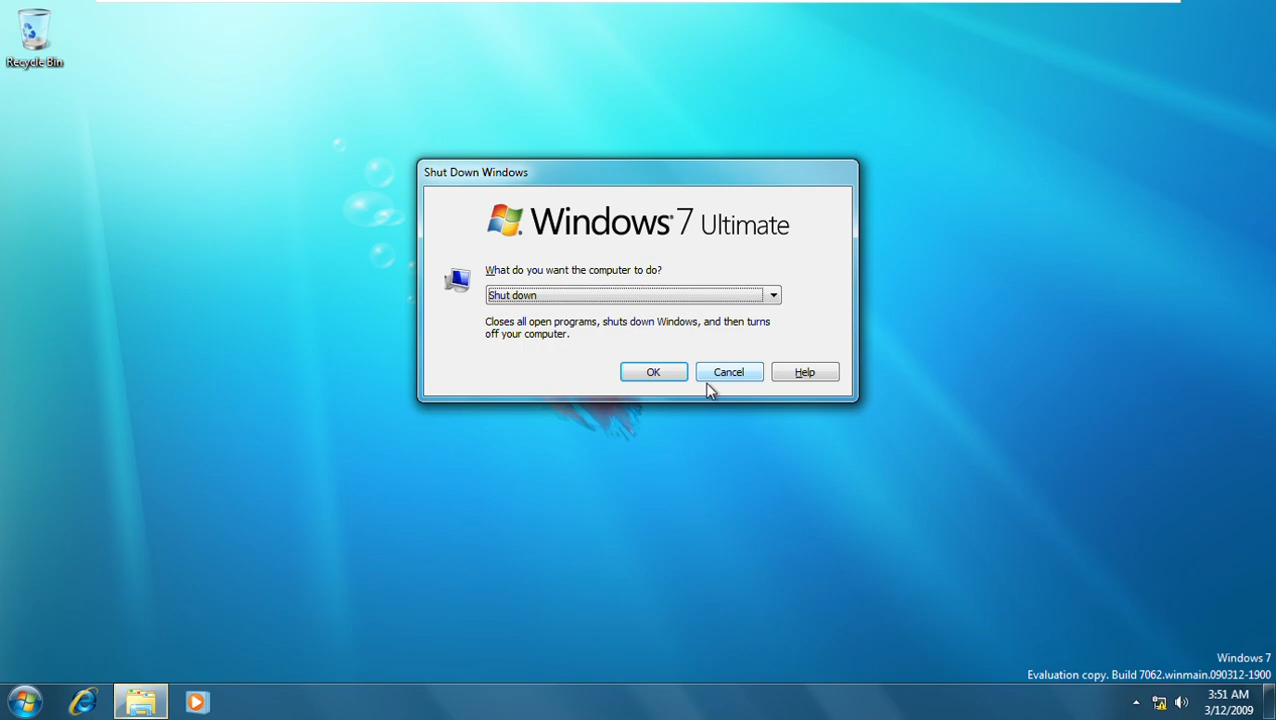 Recycle Bin
Shut Down Windows
Windows 7 Ultimate
What do you want the computer to do?
Shut down
Closes all open programs, shuts down Windows, and then turns
off your computer.
OK
Cancel
Help
Windows 7
Evaluation copy. Build 7062.winmain.090312-1900
3:51 AM
3/12/2009